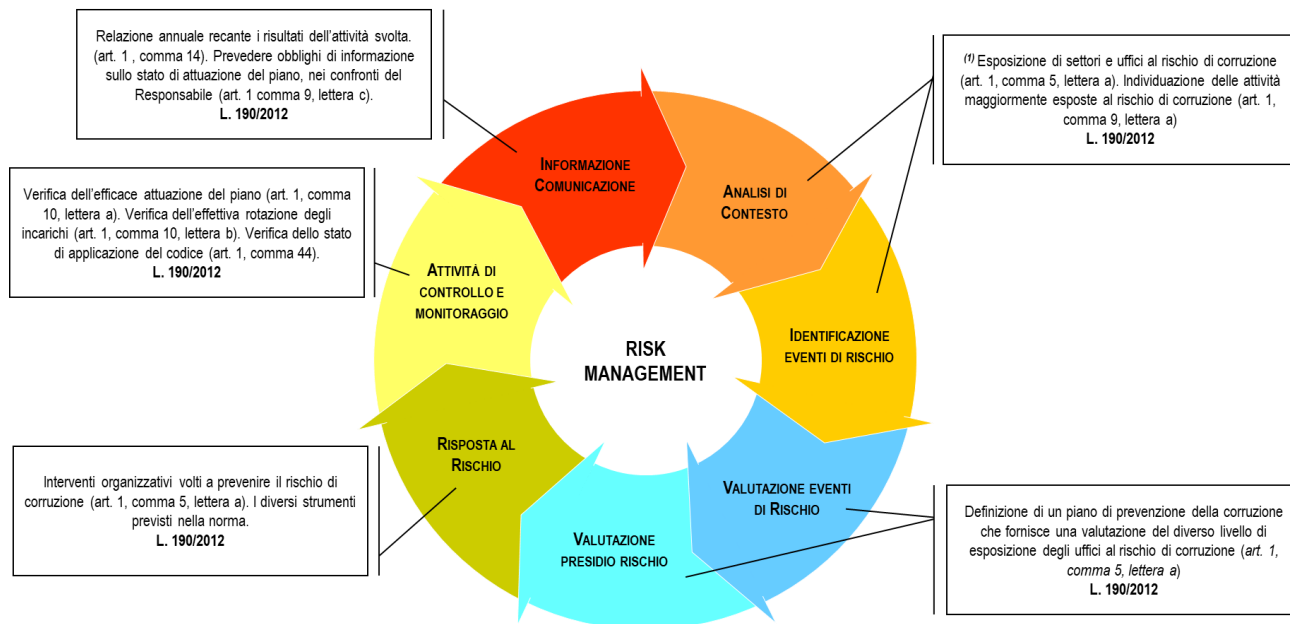 Relazione annuale recante i risultati dell'attività svolta.
(art. 1 , comma 14). Prevedere obblighi di informazione
sullo stato di attuazione del piano, nei confronti del
Responsabile (art. 1 comma 9, lettera c).
L. 190/2012
(1) Esposizione di settori e uffici al rischio di corruzione
(art. 1, comma 5, lettera a). Individuazione delle attività
maggiormente esposte al rischio di corruzione (art. 1,
comma 9, lettera a)
L. 190/2012
INFORMAZIONE
COMUNICAZIONE
ANALISI DI
CONTESTO
Verifica dell'efficace attuazione del piano (art. 1, comma
10, lettera a). Verifica dell'effettiva rotazione degli
incarichi (art. 1, comma 10, lettera b). Verifica dello stato
di applicazione del codice (art. 1, comma 44).
L. 190/2012
ATTIVITÀ DI
CONTROLLO E
MONITORAGGIO
IDENTIFICAZIONE
EVENTI DI RISCHIO
RISK
MANAGEMENT
RISPOSTA AL
RISCHIO
VALUTAZIONE EVENTI
DI RISCHIO
VALUTAZIONE
PRESIDIO RISCHIO
Interventi organizzativi volti a prevenire il rischio di
corruzione (art. 1, comma 5, lettera a). I diversi strumenti
previsti nella norma.
L. 190/2012
Definizione di un piano di prevenzione della corruzione
che fornisce una valutazione del diverso livello di
esposizione degli uffici al rischio di corruzione (art. 1,
comma 5, lettera a)
L. 190/2012